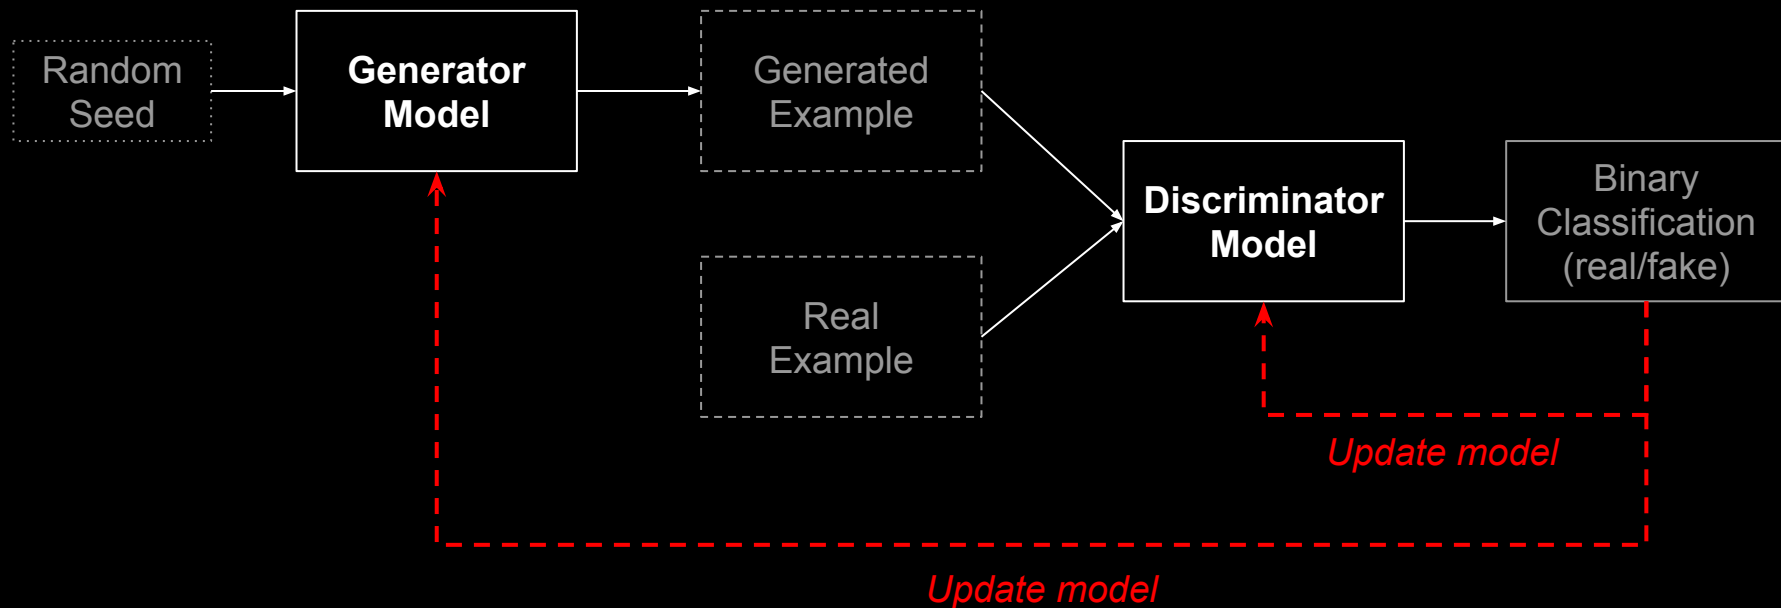 Random
Seed
Generator
Model
Generated
Example
Real
Example
Discriminator
Model
Binary
Classification
(real/fake)
Update model
Update model